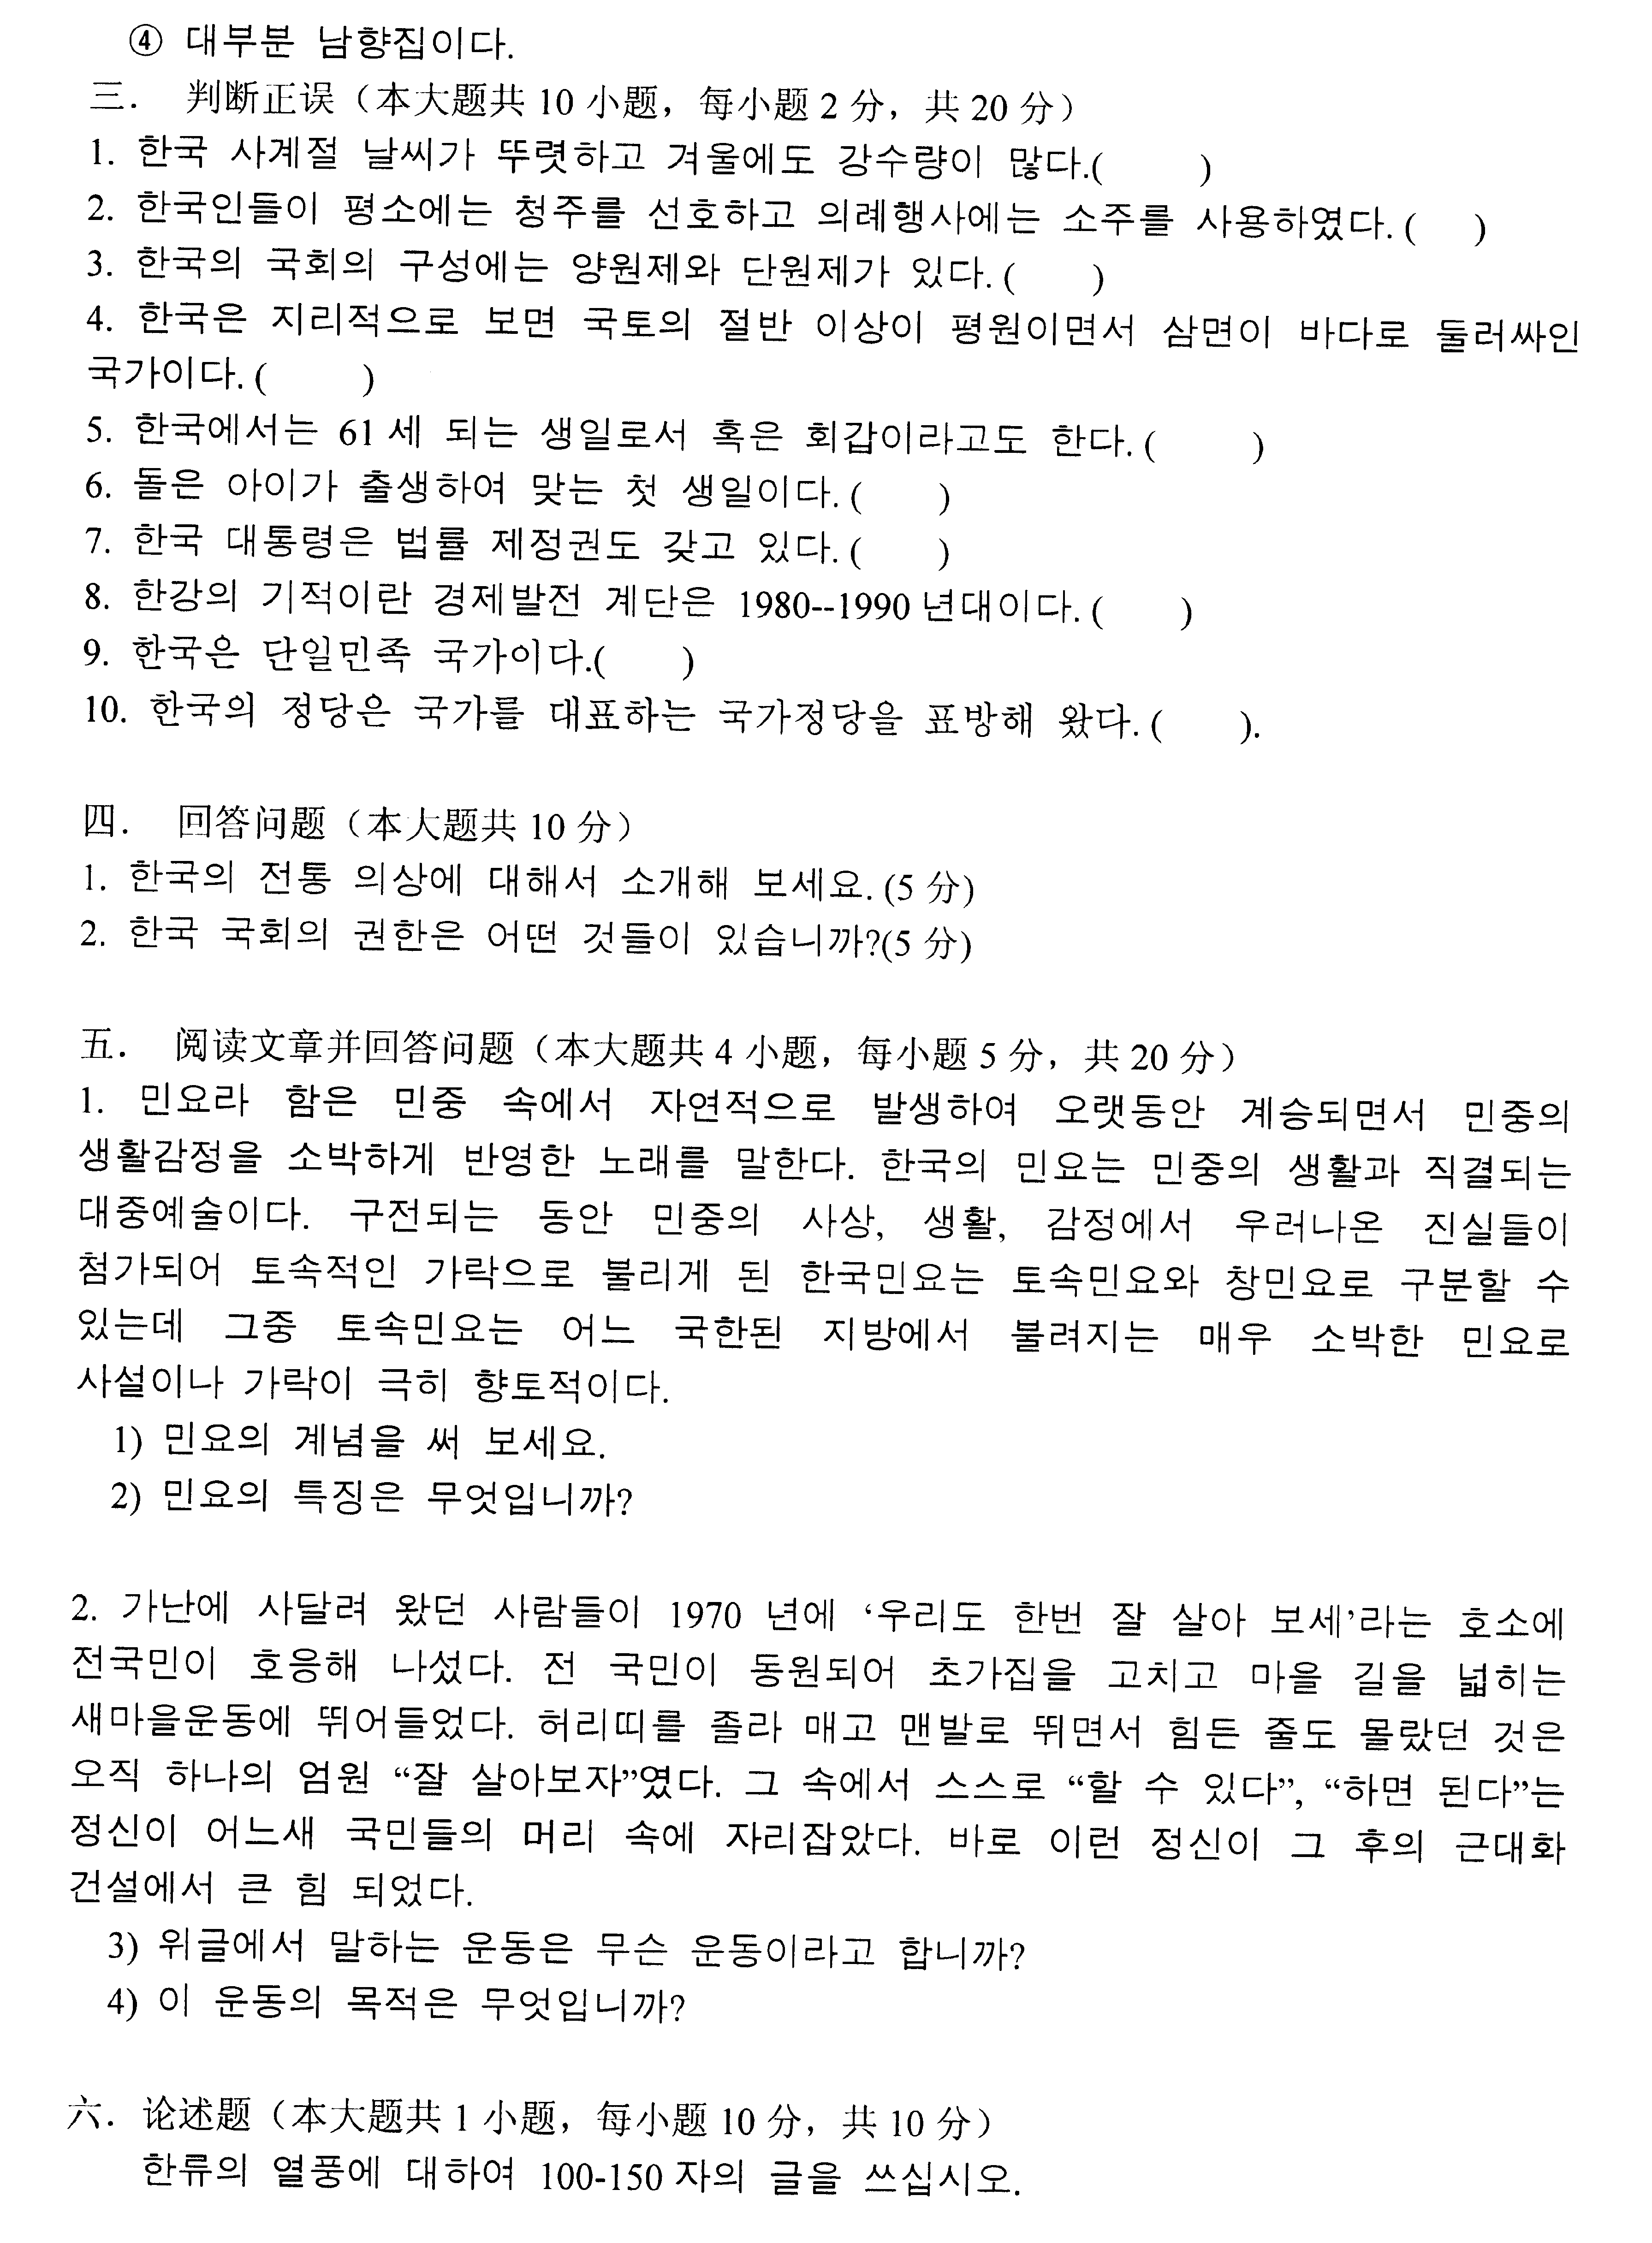 ④ 대부분 남향집이다.
三. 判断正误（本大题共 10 小题，每小题 2 分，共 20 分）
1. 한국 사계절 날씨가 뚜렷하고 겨울에도 강수량이 많다.( )
2. 한국인들이 평소에는 청주를 선호하고 의례행사에는 소주를 사용하였다. ( )
3. 한국의 국회의 구성에는 양원제와 단원제가 있다. ( )
4. 한국은 지리적으로 보면 국토의 절반 이상이 평원이면서 삼면이 바다로 둘러싸인
국가이다. ( )
5. 한국에서는 61 세 되는 생일로서 혹은 회갑이라고도 한다. ( )
6. 돌은 아이가 출생하여 맞는 첫 생일이다. ( )
7. 한국 대통령은 법률 제정권도 갖고 있다. ( )
8. 한강의 기적이란 경제발전 계단은 1980--1990 년대이다. ( )
9. 한국은 단일민족 국가이다.( )
10. 한국의 정당은 국가를 대표하는 국가정당을 표방해 왔다. ( ).
四. 回答问题（本大题共 10 分）
1. 한국의 전통 의상에 대해서 소개해 보세요. (5 分)
2. 한국 국회의 권한은 어떤 것들이 있습니까?(5 分)
五. 阅读文章并回答问题（本大题共 4 小题，每小题 5 分，共 20 分）
1. 민요라 함은 민중 속에서 자연적으로 발생하여 오랫동안 계승되면서 민중의
생활감정을 소박하게 반영한 노래를 말한다. 한국의 민요는 민중의 생활과 직결되는
대중예술이다. 구전되는 동안 민중의 사상, 생활, 감정에서 우러나온 진실들이
첨가되어 토속적인 가락으로 불리게 된 한국민요는 토속민요와 창민요로 구분할 수
있는데 그중 토속민요는 어느 국한된 지방에서 불려지는 매우 소박한 민요로
사설이나 가락이 극히 향토적이다.
1) 민요의 계념을 써 보세요.
2) 민요의 특징은 무엇입니까?
2. 가난에 사달려 왔던 사람들이 1970 년에 ‘우리도 한번 잘 살아 보세’라는 호소에
전국민이 호응해 나섰다. 전 국민이 동원되어 초가집을 고치고 마을 길을 넓히는
새마을운동에 뛰어들었다. 허리띠를 졸라 매고 맨발로 뛰면서 힘든 줄도 몰랐던 것은
오직 하나의 엄원 “잘 살아보자”였다. 그 속에서 스스로 “할 수 있다”, “하면 된다”는
정신이 어느새 국민들의 머리 속에 자리잡았다. 바로 이런 정신이 그 후의 근대화
건설에서 큰 힘 되었다.
3) 위글에서 말하는 운동은 무슨 운동이라고 합니까?
4) 이 운동의 목적은 무엇입니까?
六. 论述题（本大题共 1 小题，每小题 10 分，共 10 分）
한류의 열풍에 대하여 100-150 자의 글을 쓰십시오.